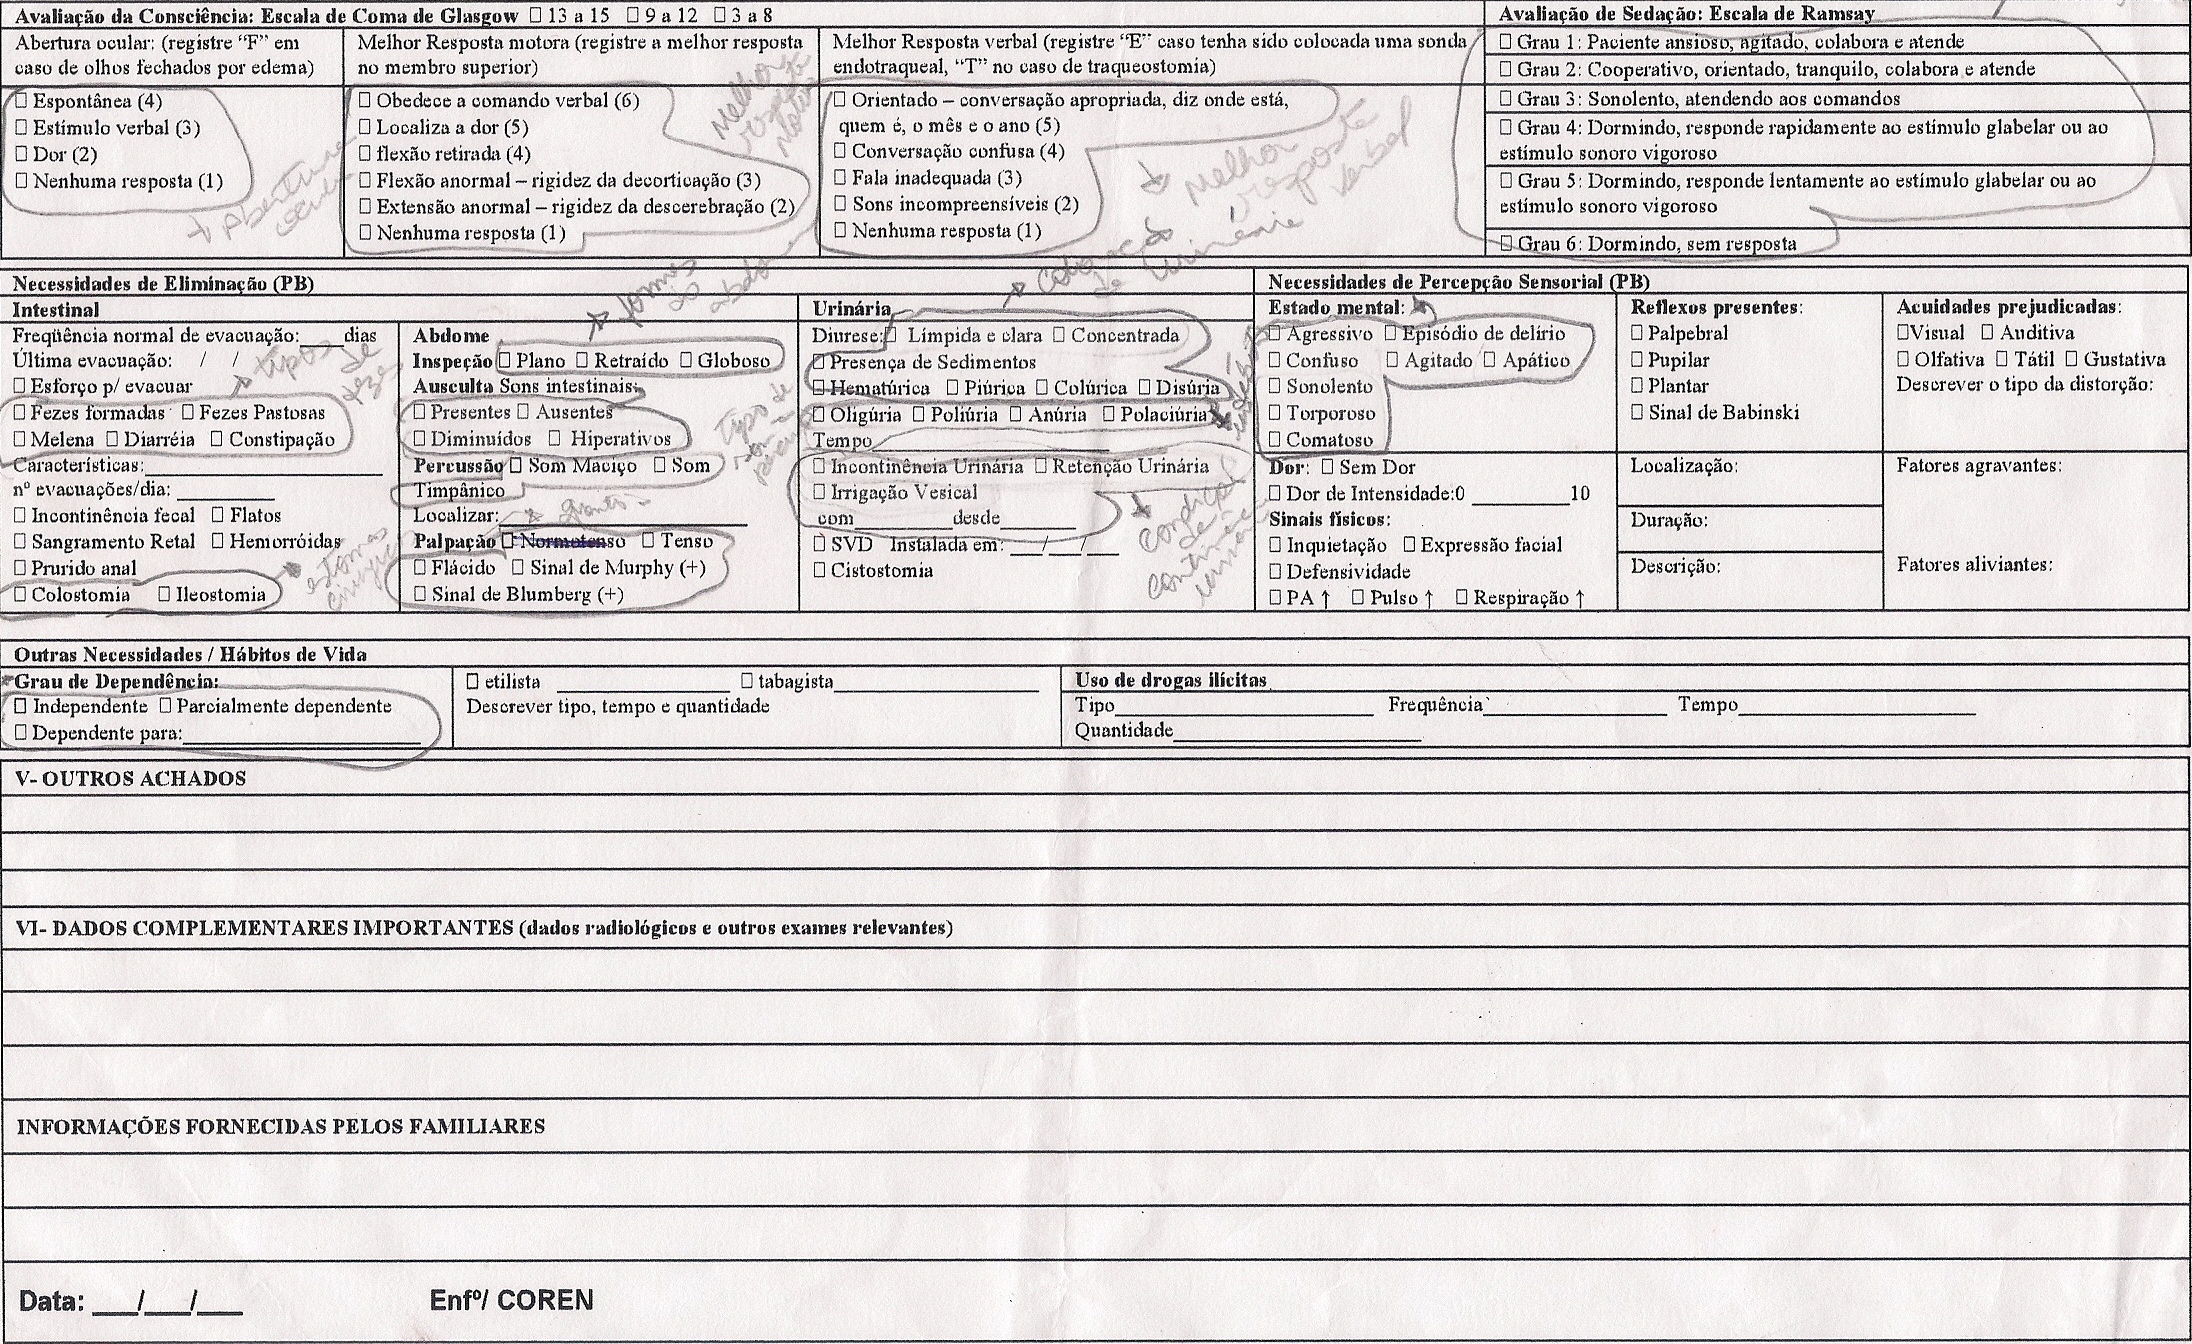 Avaliação da Consciência: Escala de Coma de Glasgow □ 13 a 15 □ 9 a 12 □ 3 a 8
Abertura ocular: (registre “F” em
caso de olhos fechados por edema)
□ Espontânea (4)
□ Estímulo verbal (3)
□ Dor (2)
□ Nenhuma resposta (1)
Abertura
ocular
Melhor Resposta motora (registre a melhor resposta
no membro superior)
□ Obedece a comando verbal (6)
□ Localiza a dor (5)
□ flexão retirada (4)
□ Flexão anormal – rigidez da decorticação (3)
□ Extensão anormal – rigidez da descerebração (2)
□ Nenhuma resposta (1)
Melhor
resposta
motora
Melhor Resposta verbal (registre “E” caso tenha sido colocada uma sonda
endotraqueal, “T” no caso de traqueostomia)
□ Orientado – conversação apropriada, diz onde está,
quem é, o mês e o ano (5)
□ Conversação confusa (4)
□ Fala inadequada (3)
□ Sons incompreensíveis (2)
□ Nenhuma resposta (1)
Melhor
resposta
verbal
Avaliação de Sedação: Escala de Ramsay
□ Grau 1: Paciente ansioso, agitado, colabora e atende
□ Grau 2: Cooperativo, orientado, tranquilo, colabora e atende
□ Grau 3: Sonolento, atendendo aos comandos
□ Grau 4: Dormindo, responde rapidamente ao estímulo glabelar ou ao
estímulo sonoro vigoroso
□ Grau 5: Dormindo, responde lentamente ao estímulo glabelar ou ao
estímulo sonoro vigoroso
□ Grau 6: Dormindo, sem resposta
Necessidades de Eliminação (PB)
Intestinal
Freqüência normal de evacuação:____ dias
Última evacuação: / /
□ Esforço p/ evacuar
tipos de
fezes
□ Fezes formadas □ Fezes Pastosas
□ Melena □ Diarréia □ Constipação
Características:____________
nº evacuações/dia: ________
□ Incontinência fecal □ Flatos
□ Sangramento Retal □ Hemorróidas
□ Prurido anal
□ Colostomia □ Ileostomia
formas
do
abdome
Abdome
Inspeção □ Plano □ Retraído □ Globoso
Ausculta Sons intestinais:
□ Presentes □ Ausentes
□ Diminuídos □ Hiperativos
tipo de
som
Percussão □ Som Maciço □ Som
Timpânico
Localizar:____________
Palpação □ Normotenso □ Tenso
□ Flácido □ Sinal de Murphy (+)
□ Sinal de Blumberg (+)
coloração
de urina
Urinária
Diurese:□ Límpida e clara □ Concentrada
□ Presença de Sedimentos
□ Hematúrica □ Piúrica □ Colúrica □ Disúria
□ Oligúria □ Poliúria □ Anúria □ Polaciúria
Tempo____________
□ Incontinência Urinária □ Retenção Urinária
□ Irrigação Vesical
com________desde______
□ SVD Instalada em: ___/___/___
□ Cistostomia
condição
de
continência
urinária
Necessidades de Percepção Sensorial (PB)
Estado mental:
□ Agressivo □ Episódio de delírio
□ Confuso □ Agitado □ Apático
□ Sonolento
□ Torporoso
□ Comatoso
Reflexos presentes:
□ Palpebral
□ Pupilar
□ Plantar
□ Sinal de Babinski
Acuidades prejudicadas:
□ Visual □ Auditiva
□ Olfativa □ Tátil □ Gustativa
Descrever o tipo da distorção:
Dor: □ Sem Dor
□ Dor de Intensidade:0 ________10
Sinais físicos:
□ Inquietação □ Expressão facial
□ Defensividade
□ PA ↑ □ Pulso ↑ □ Respiração ↑
Localização:
Duração:
Descrição:
Fatores agravantes:
Fatores aliviantes:
Outras Necessidades / Hábitos de Vida
Grau de Dependência:
□ Independente □ Parcialmente dependente
□ Dependente para:____________
□ etilista ____________ □ tabagista____________
Descrever tipo, tempo e quantidade
Uso de drogas ilícitas
Tipo____________ Frequência____________ Tempo____________
Quantidade____________
V- OUTROS ACHADOS
VI- DADOS COMPLEMENTARES IMPORTANTES (dados radiológicos e outros exames relevantes)
INFORMAÇÕES FORNECIDAS PELOS FAMILIARES
Data: ___/___/___ Enfº/ COREN